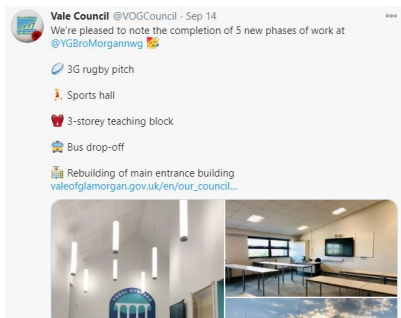 Vale Council @VOGCouncil · Sep 14
We're pleased to note the completion of 5 new phases of work at
@YGBroMorgannwg 🥳
🏉 3G rugby pitch
🏃 Sports hall
🎒 3-storey teaching block
🚖 Bus drop-off
🏫 Rebuilding of main entrance building
valeofglamorgan.gov.uk/en/our_council...
YSGOL GYMRAEG